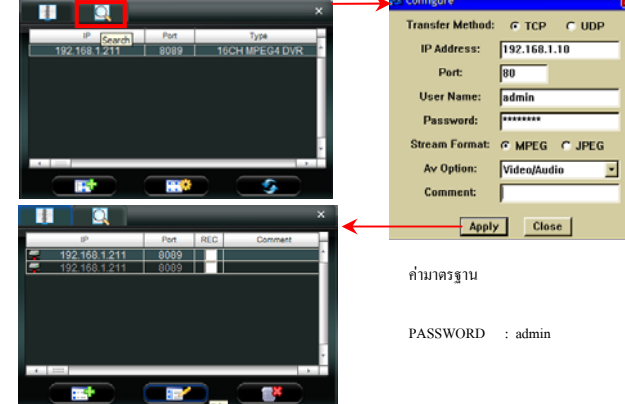 IP Port Type
Search
192.168.1.211 8089 16CH MPEG4 DVR
Configure
Transfer Method: TCP UDP
IP Address: 192.168.1.10
Port: 80
User Name: admin
Password: ********
Stream Format: MPEG JPEG
Av Option: Video/Audio
Comment:
Apply Close
IP Port REC Comment
192.168.1.211 8089
192.168.1.211 8089
ค่ามาตรฐาน
PASSWORD : admin